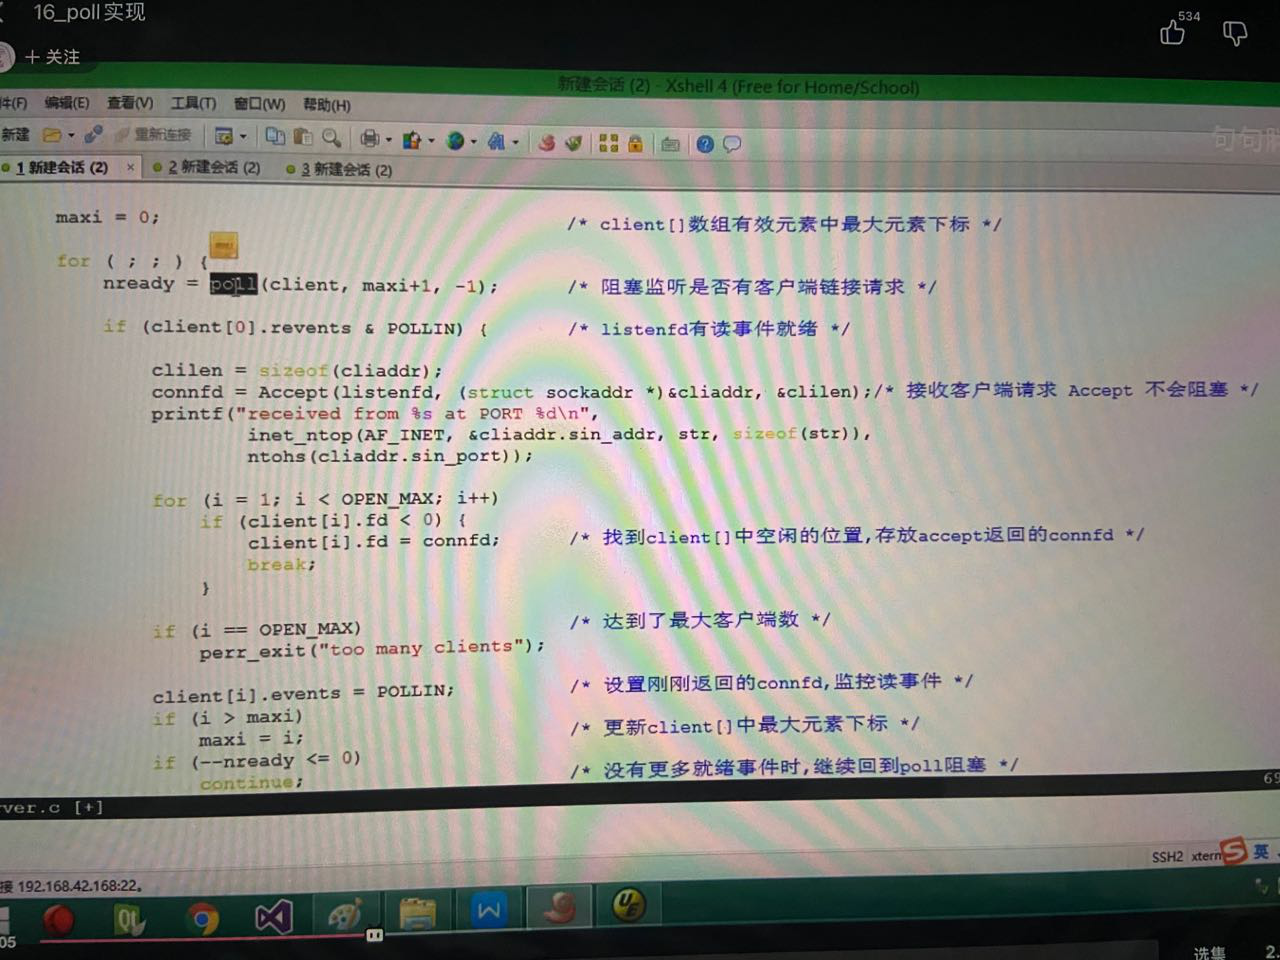 16_poll实现
534
关注
新建会话 (2) - Xshell 4 (Free for Home/School)
件(F) 编辑(E) 查看(V) 工具(T) 窗口(W) 帮助(H)
新建 重新连接
1 新建会话 (2) × 2 新建会话 (2) 3 新建会话 (2)
maxi = 0; /* client[]数组有效元素中最大元素下标 */
for ( ; ; ) {
nready = poll(client, maxi+1, -1); /* 阻塞监听是否有客户端链接请求 */
if (client[0].revents & POLLIN) { /* listenfd有读事件就绪 */
clilen = sizeof(cliaddr);
connfd = Accept(listenfd, (struct sockaddr *)&cliaddr, &clilen);/* 接收客户端请求 Accept 不会阻塞 */
printf("received from %s at PORT %d\n",
inet_ntop(AF_INET, &cliaddr.sin_addr, str, sizeof(str)),
ntohs(cliaddr.sin_port));
for (i = 1; i < OPEN_MAX; i++)
if (client[i].fd < 0) {
client[i].fd = connfd; /* 找到client[]中空闲的位置,存放accept返回的connfd */
break;
}
if (i == OPEN_MAX) /* 达到了最大客户端数 */
perr_exit("too many clients");
client[i].events = POLLIN; /* 设置刚刚返回的connfd,监控读事件 */
if (i > maxi)
maxi = i; /* 更新client[]中最大元素下标 */
if (--nready <= 0)
continue; /* 没有更多就绪事件时,继续回到poll阻塞 */
ver.c [+]
SSH2 xterm 英
接 192.168.42.168:22。
05
选集